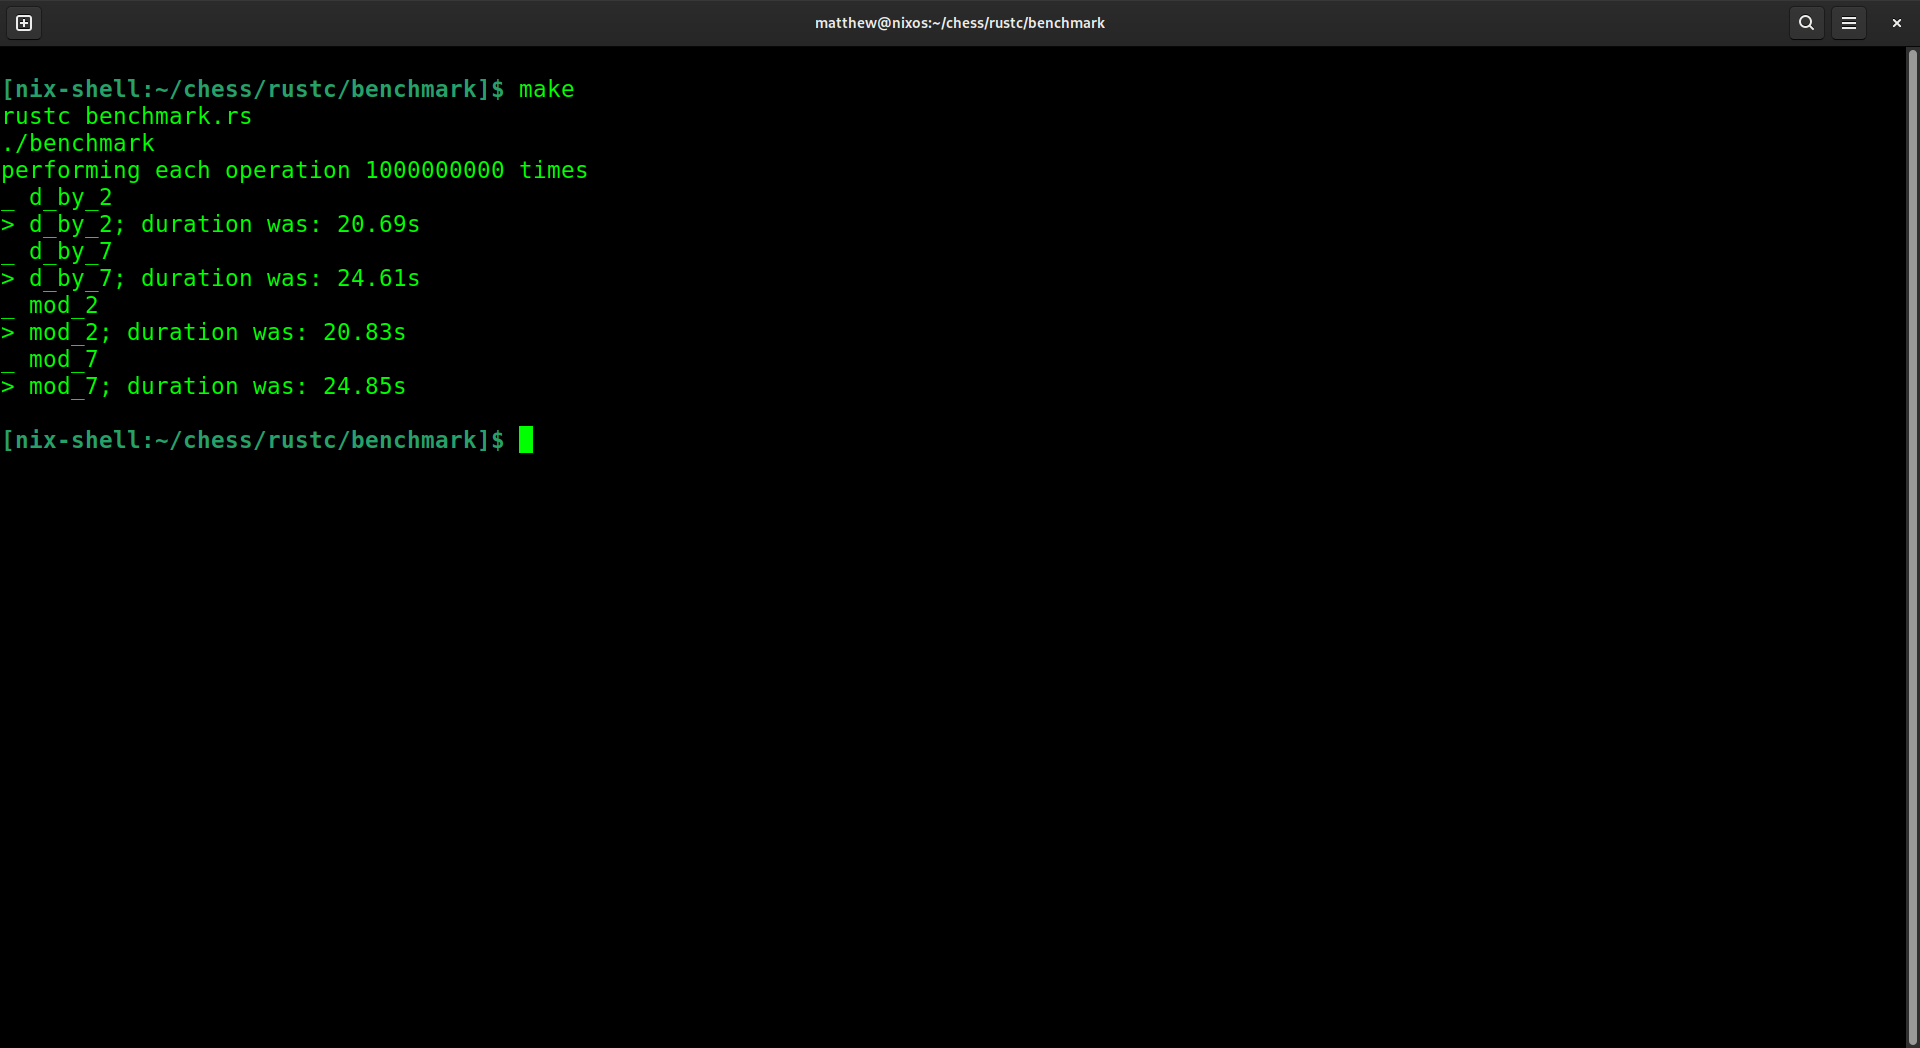 matthew@nixos:~/chess/rustc/benchmark
[nix-shell:~/chess/rustc/benchmark]$ make
rustc benchmark.rs
./benchmark
performing each operation 1000000000 times
_ d_by_2
> d_by_2; duration was: 20.69s
_ d_by_7
> d_by_7; duration was: 24.61s
_ mod_2
> mod_2; duration was: 20.83s
_ mod_7
> mod_7; duration was: 24.85s
[nix-shell:~/chess/rustc/benchmark]$